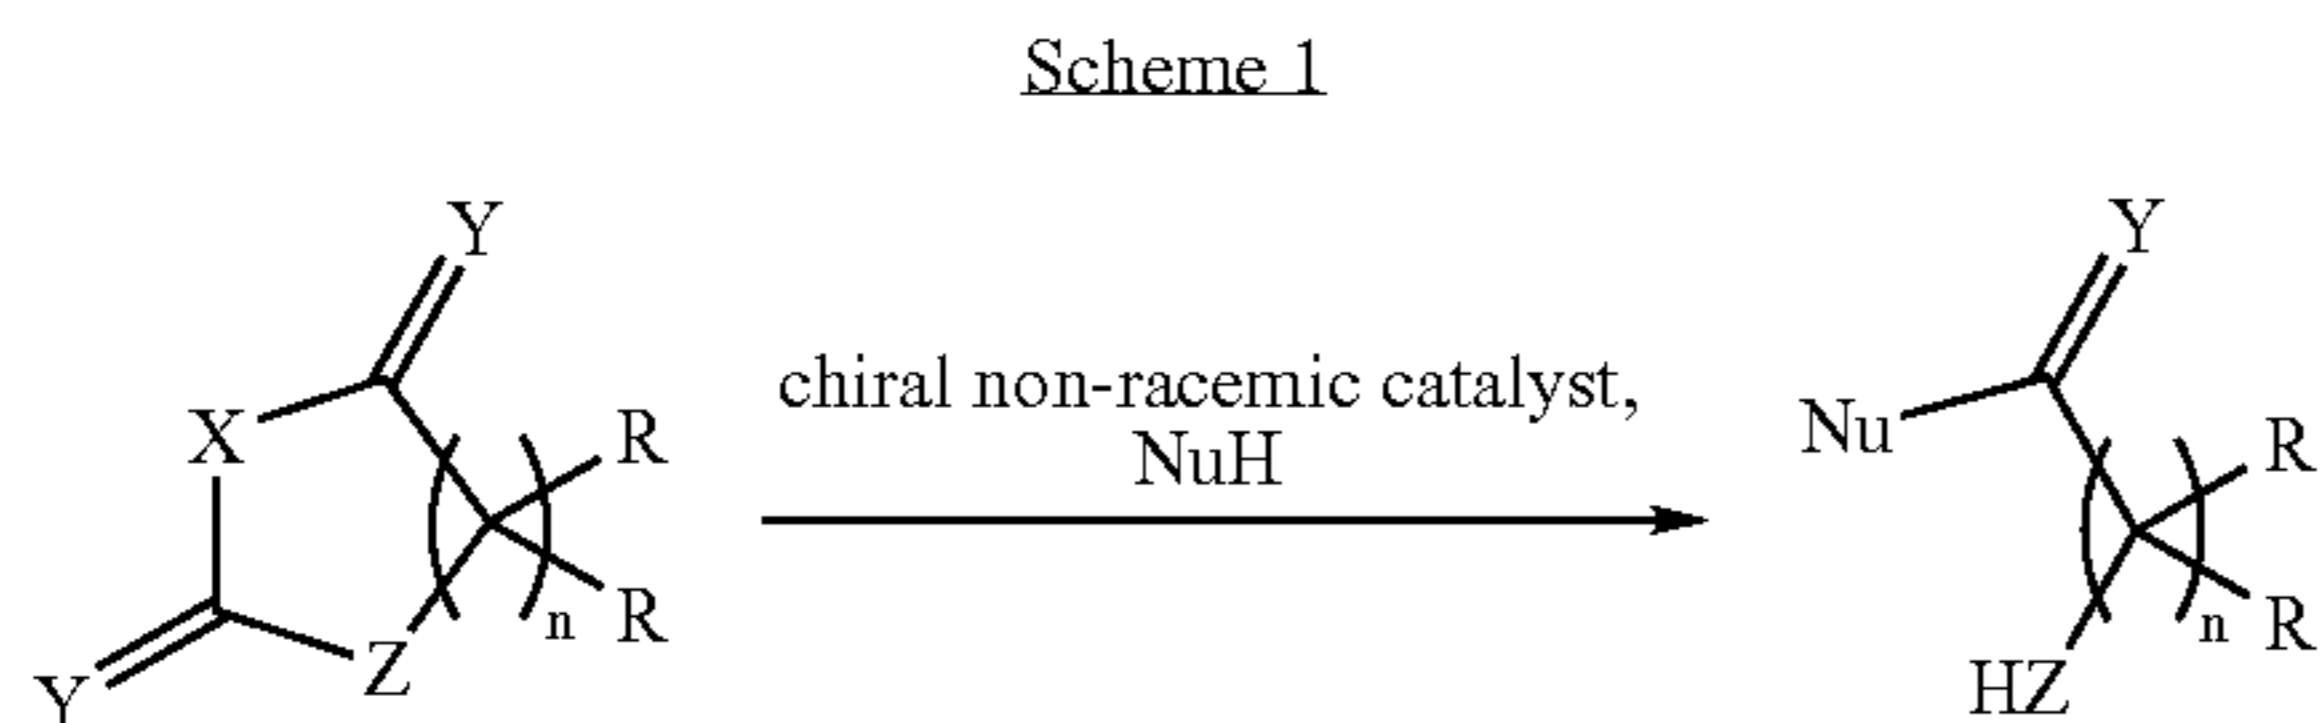 Scheme 1
Y
Y
chiral non-racemic catalyst,
X
R
NuH
Nu
R
n
R
n
R
Y
Z
HZ